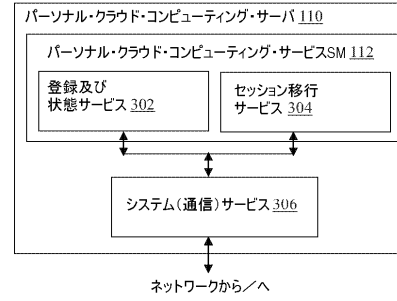 パーソナル・クラウド・コンピューティング・サーバ 110
パーソナル・クラウド・コンピューティング・サービスSM 112
登録及び
状態サービス 302
セッション移行
サービス 304
システム(通信)サービス 306
ネットワークから/へ